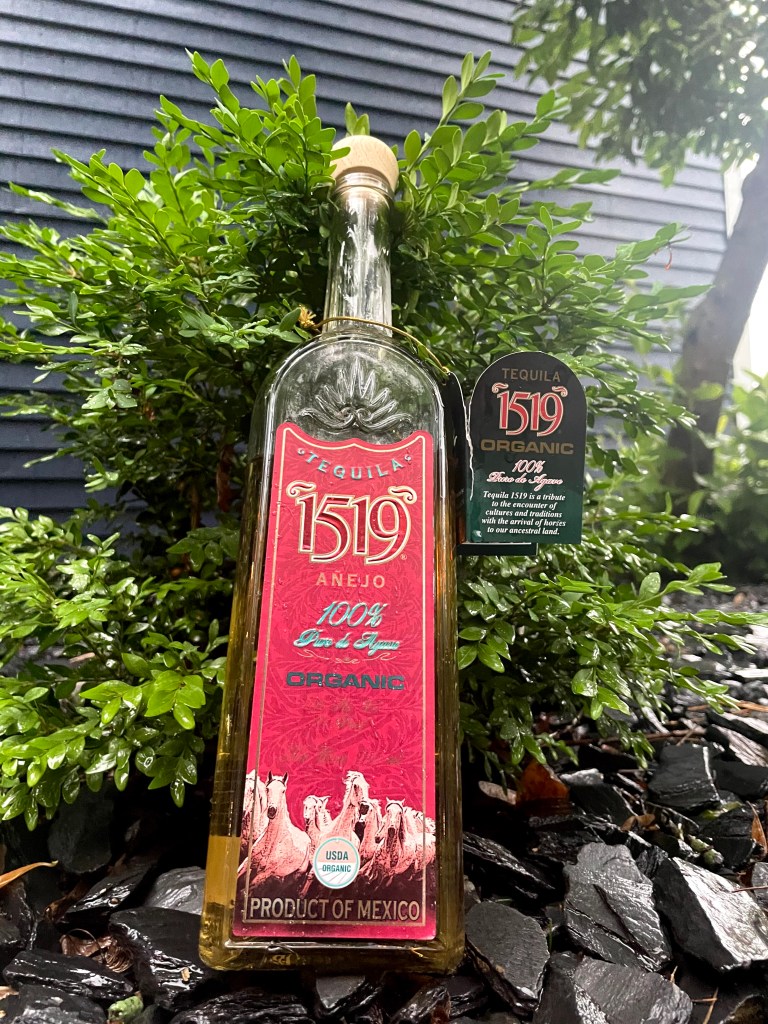 TEQUILA
1519
AÑEJO
100%
Puro de Agave
ORGANIC
USDA
ORGANIC
PRODUCT OF MEXICO
TEQUILA
1519
ORGANIC
100%
Puro de Agave
Tequila 1519 is a tribute
to the encounter of
cultures and traditions
with the arrival of horses
to our ancestral land.